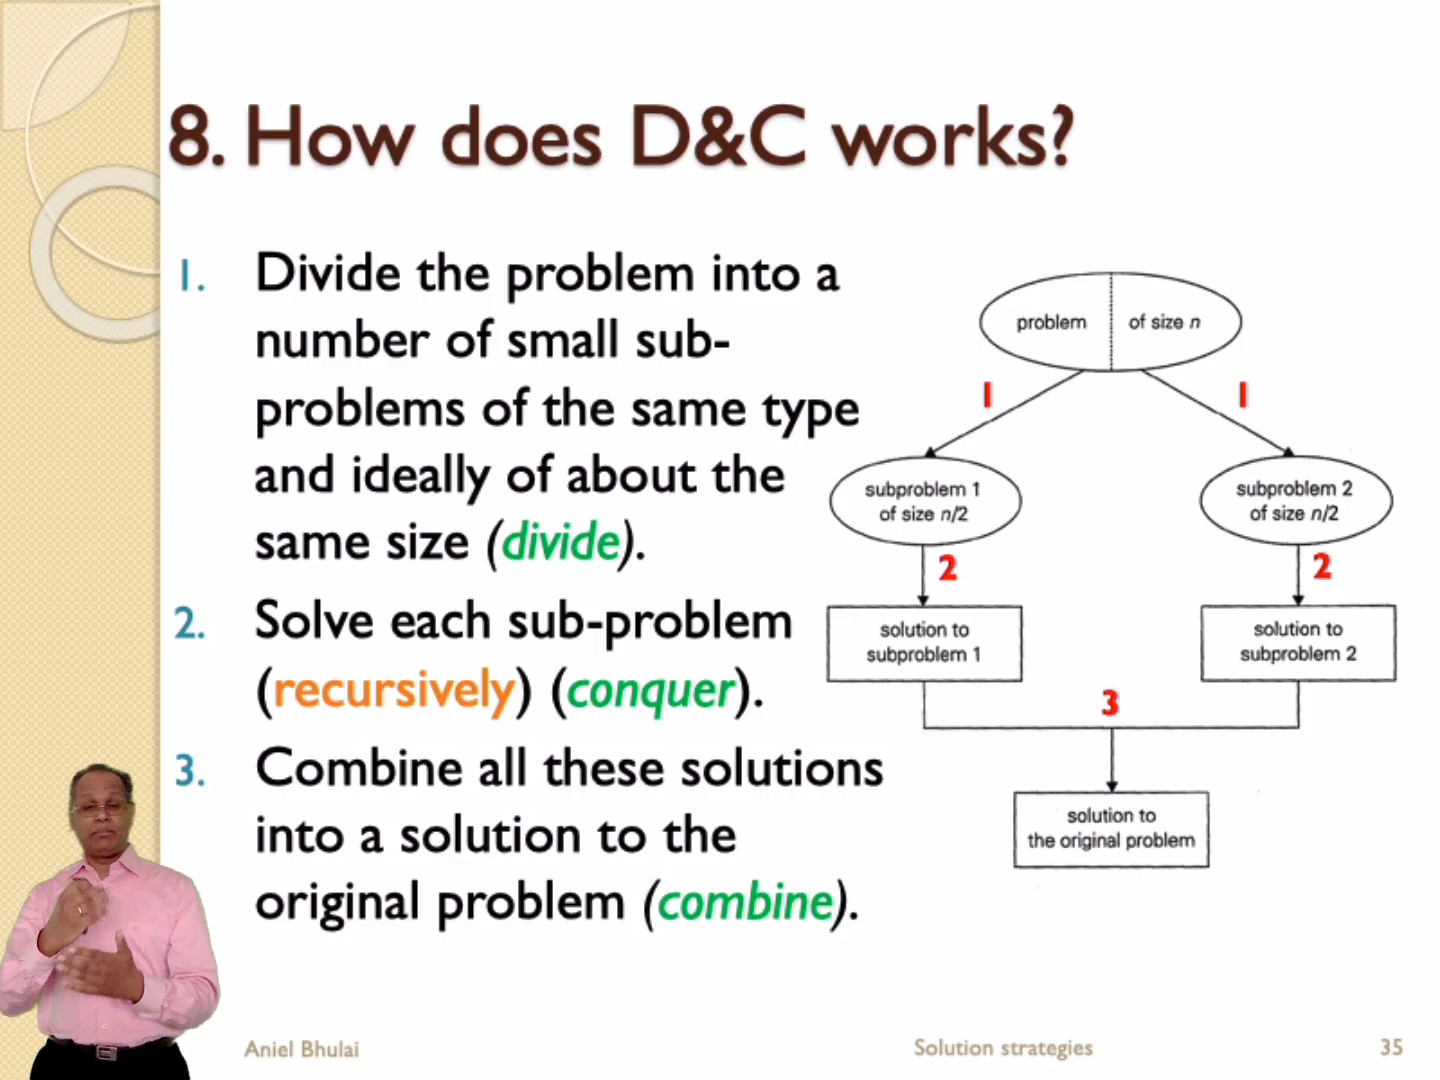 8. How does D&C works?
1. Divide the problem into a
number of small sub-
problems of the same type
and ideally of about the
same size (divide).
2. Solve each sub-problem
(recursively) (conquer).
3. Combine all these solutions
into a solution to the
original problem (combine).
problem of size n
1 1
subproblem 1
of size n/2
subproblem 2
of size n/2
2 2
solution to
subproblem 1
solution to
subproblem 2
3
solution to
the original problem
Aniel Bhulai
Solution strategies
35